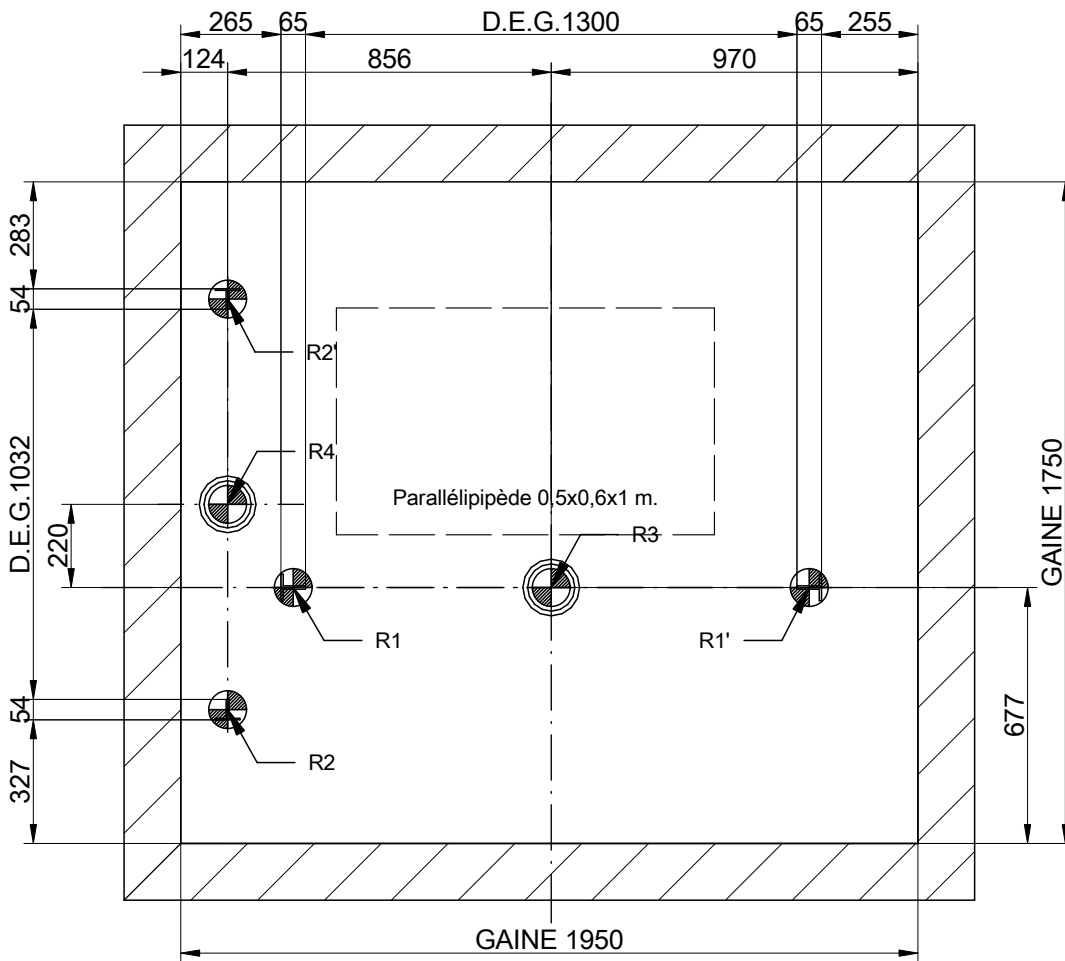 265 65 D.E.G.1300 65 255
124 856 970
283
54
R2'
D.E.G.1032
R4
GAINE 1750
Parallélipipède 0,5x0,6x1 m.
220
R3
R1
R1'
54
677
R2
327
GAINE 1950